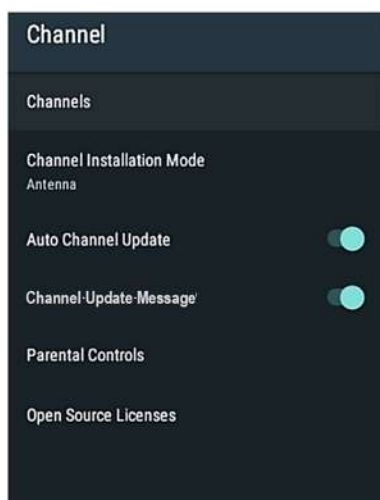 Channel
Channels
Channel Installation Mode
Antenna
Auto Channel Update
Channel-Update-Message
Parental Controls
Open Source Licenses